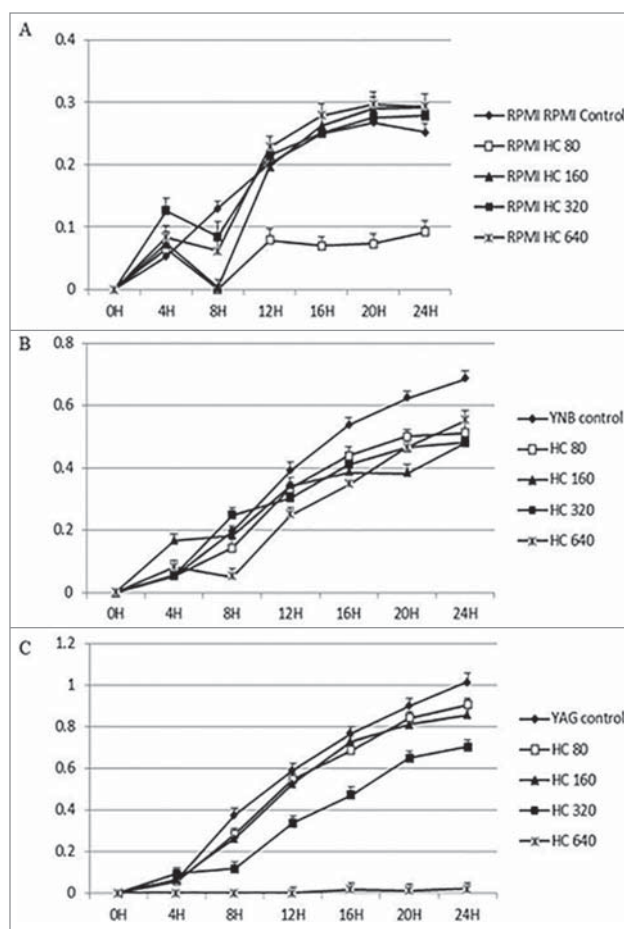 A
0.4
0.3
0.2
0.1
0
0H 4H 8H 12H 16H 20H 24H
RPMI RPMI Control
RPMI HC 80
RPMI HC 160
RPMI HC 320
RPMI HC 640
B
0.8
0.6
0.4
0.2
0
0H 4H 8H 12H 16H 20H 24H
YNB control
HC 80
HC 160
HC 320
HC 640
C
1.2
1
0.8
0.6
0.4
0.2
0
0H 4H 8H 12H 16H 20H 24H
YAG control
HC 80
HC 160
HC 320
HC 640